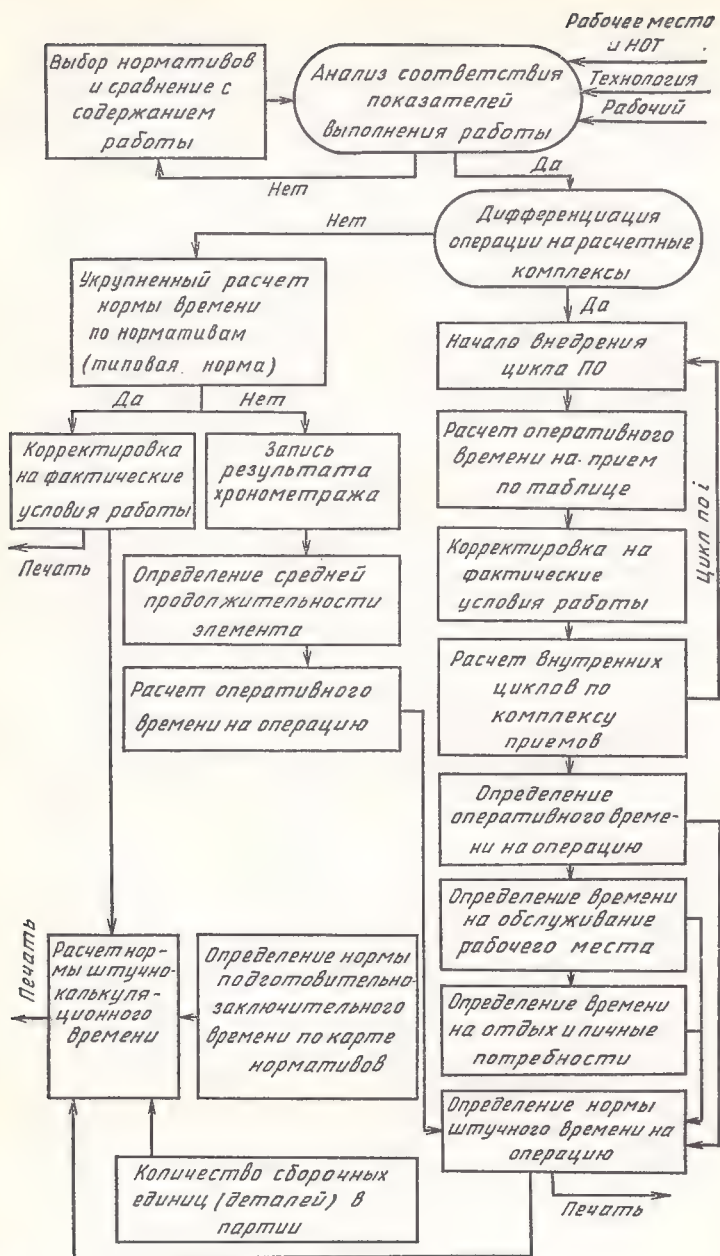 Рабочее место
и НОТ
Технология
Рабочий
Выбор нормативов
и сравнение с
содержанием
работы
Анализ соответствия
показателей
выполнения работы
Нет
Да
Дифференциация
операции на расчетные
комплексы
Нет
Да
Укрупненный расчет
нормы времени
по нормативам
(типовая норма)
Да
Нет
Начало внедрения
цикла ПО
Корректировка
на фактические
условия работы
Печать
Запись
результата
хронометража
Расчет оперативного
времени на прием
по таблице
Цикл по i
Определение средней
продолжительности
элемента
Корректировка на
фактические
условия работы
Расчет оперативного
времени на операцию
Расчет внутренних
циклов по
комплексу
приемов
Определение
оперативного време-
ни на операцию
Определение времени
на обслуживание
рабочего места
Определение времени
на отдых и личные
потребности
Печать
Расчет нор-
мы штучно-
калькуля-
ционного
времени
Определение нормы
подготовительно-
заключительного
времени по карте
нормативов
Определение нормы
штучного времени на
операцию
Количество сборочных
единиц (деталей) в
партии
Печать